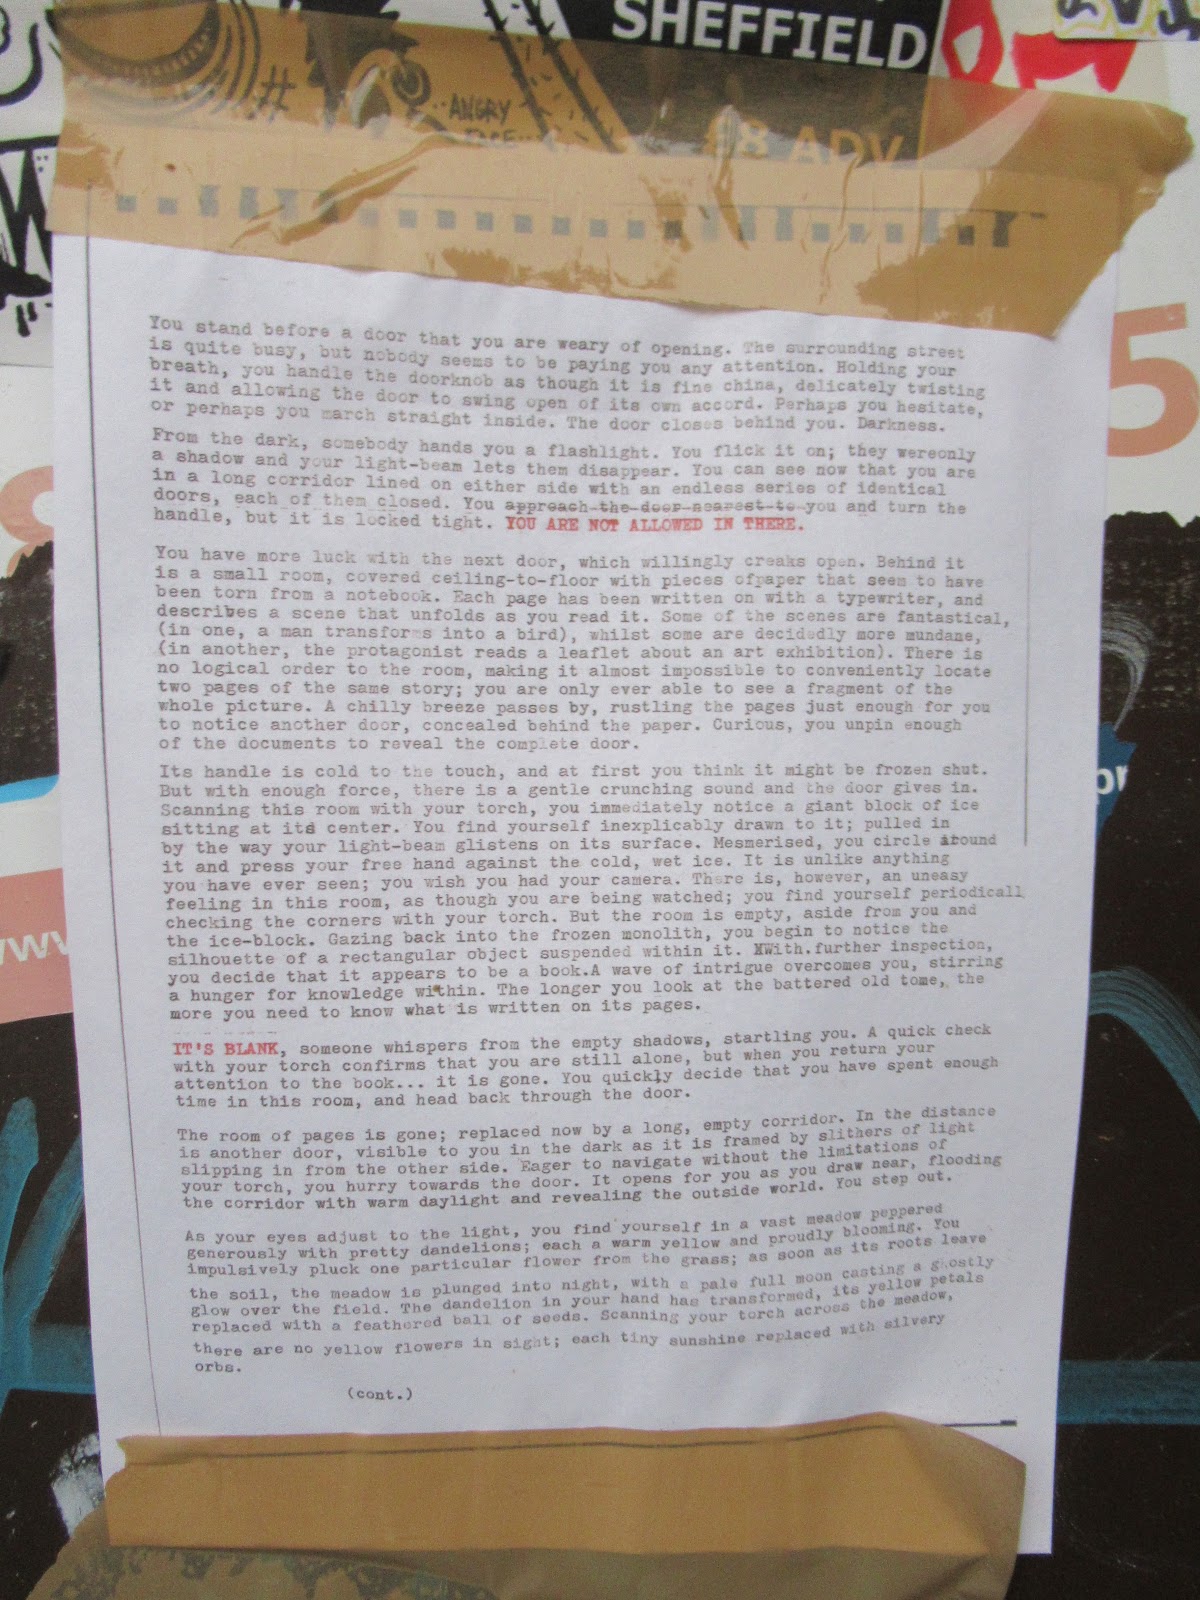 SHEFFIELD
#
ANGRY
FACE...
88 ADV
5
You stand before a door that you are weary of opening. The surrounding street
is quite busy, but nobody seems to be paying you any attention. Holding your
breath, you handle the doorknob as though it is fine china, delicately twisting
it and allowing the door to swing open of its own accord. Perhaps you hesitate,
or perhaps you march straight inside. The door closes behind you. Darkness.
From the dark, somebody hands you a flashlight. You flick it on; they wereonly
a shadow and your light-beam lets them disappear. You can see now that you are
in a long corridor lined on either side with an endless series of identical
doors, each of them closed. You approach the door nearest to you and turn the
handle, but it is locked tight. YOU ARE NOT ALLOWED IN THERE.
You have more luck with the next door, which willingly creaks open. Behind it
is a small room, covered ceiling-to-floor with pieces ofpaper that seem to have
been torn from a notebook. Each page has been written on with a typewriter, and
describes a scene that unfolds as you read it. Some of the scenes are fantastical,
(in one, a man transforms into a bird), whilst some are decidedly more mundane,
(in another, the protagonist reads a leaflet about an art exhibition). There is
no logical order to the room, making it almost impossible to conveniently locate
two pages of the same story; you are only ever able to see a fragment of the
whole picture. A chilly breeze passes by, rustling the pages just enough for you
to notice another door, concealed behind the paper. Curious, you unpin enough
of the documents to reveal the complete door.
Its handle is cold to the touch, and at first you think it might be frozen shut.
But with enough force, there is a gentle crunching sound and the door gives in.
Scanning this room with your torch, you immediately notice a giant block of ice
sitting at its center. You find yourself inexplicably drawn to it; pulled in
by the way your light-beam glistens on its surface. Mesmerised, you circle around
it and press your free hand against the cold, wet ice. It is unlike anything
you have ever seen; you wish you had your camera. There is, however, an uneasy
feeling in this room, as though you are being watched; you find yourself periodicall
checking the corners with your torch. But the room is empty, aside from you and
the ice-block. Gazing back into the frozen monolith, you begin to notice the
silhouette of a rectangular object suspended within it. MWith.further inspection,
you decide that it appears to be a book.A wave of intrigue overcomes you, stirring
a hunger for knowledge within. The longer you look at the battered old tome, the
more you need to know what is written on its pages.
IT'S BLANK, someone whispers from the empty shadows, startling you. A quick check
with your torch confirms that you are still alone, but when you return your
attention to the book... it is gone. You quickly decide that you have spent enough
time in this room, and head back through the door.
The room of pages is gone; replaced now by a long, empty corridor. In the distance
is another door, visible to you in the dark as it is framed by slithers of light
slipping in from the other side. Eager to navigate without the limitations of
your torch, you hurry towards the door. It opens for you as you draw near, flooding
the corridor with warm daylight and revealing the outside world. You step out.
As your eyes adjust to the light, you find yourself in a vast meadow peppered
generously with pretty dandelions; each a warm yellow and proudly blooming. You
impulsively pluck one particular flower from the grass; as soon as its roots leave
the soil, the meadow is plunged into night, with a pale full moon casting a ghostly
glow over the field. The dandelion in your hand has transformed, its yellow petals
replaced with a feathered ball of seeds. Scanning your torch across the meadow,
there are no yellow flowers in sight; each tiny sunshine replaced with silvery
orbs.
(cont.)